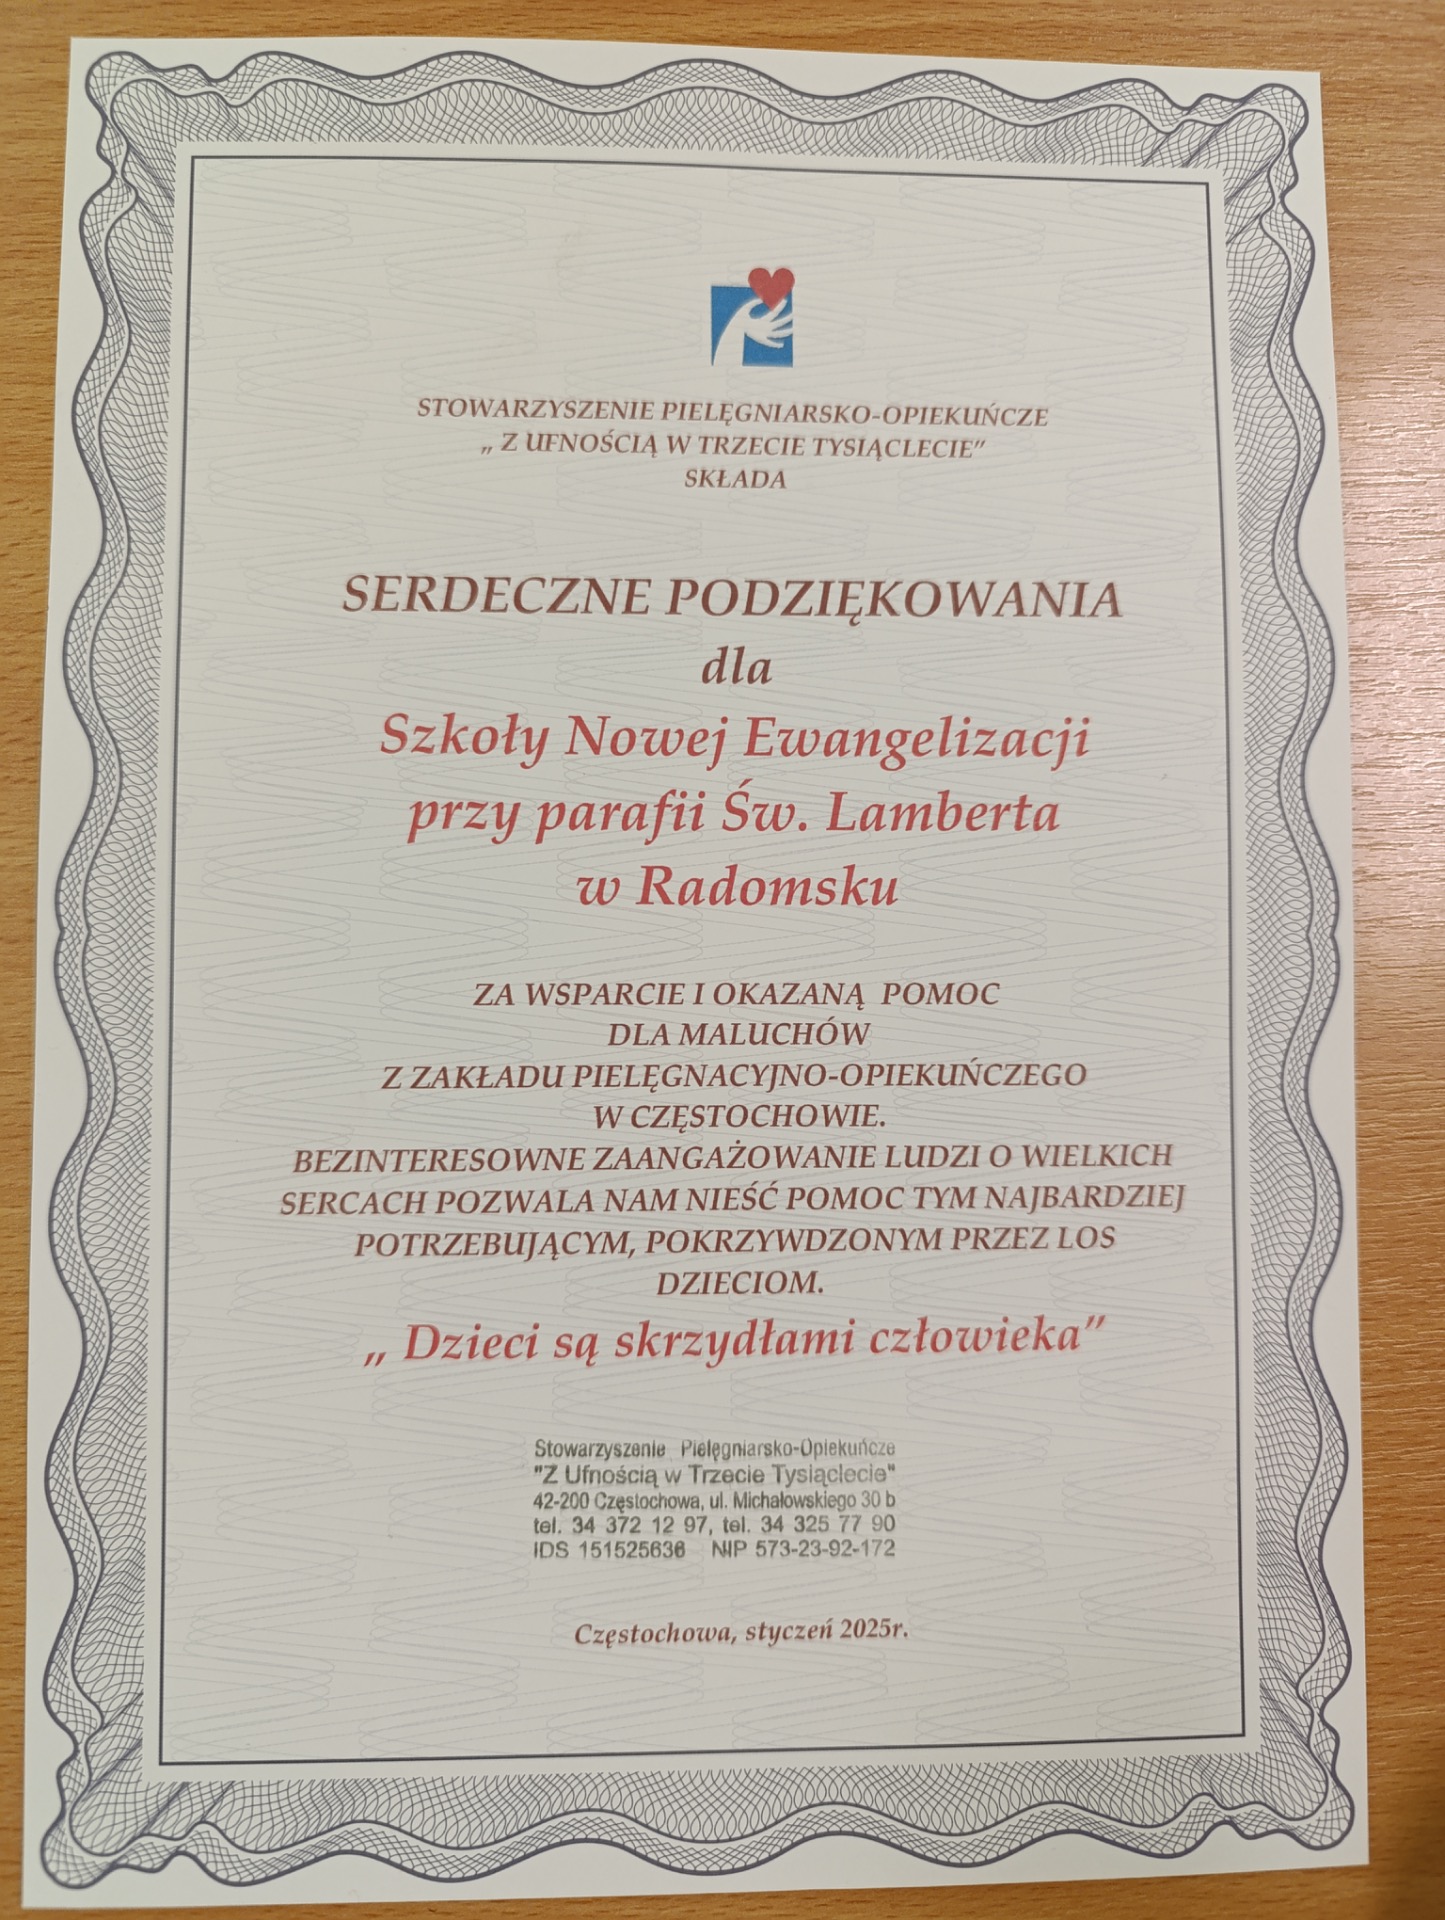 STOWARZYSZENIE PIELĘGNIARSKO-OPIEKUŃCZE
„ Z UFNOŚCIĄ W TRZECIE TYSIĄCLECIE”
SKŁADA
SERDECZNE PODZIĘKOWANIA
dla
Szkoły Nowej Ewangelizacji
przy parafii Św. Lamberta
w Radomsku
ZA WSPARCIE I OKAZANĄ POMOC
DLA MALUCHÓW
Z ZAKŁADU PIELĘGNACYJNO-OPIEKUŃCZEGO
W CZĘSTOCHOWIE.
BEZINTERESOWNE ZAANGAŻOWANIE LUDZI O WIELKICH
SERCACH POZWALA NAM NIEŚĆ POMOC TYM NAJBARDZIEJ
POTRZEBUJĄCYM, POKRZYWDZONYM PRZEZ LOS
DZIECIOM.
„ Dzieci są skrzydłami człowieka”
Stowarzyszenie Pielęgniarsko-Opiekuńcze
"Z Ufnością w Trzecie Tysiąclecie"
42-200 Częstochowa, ul. Michałowskiego 30 b
tel. 34 372 12 97, tel. 34 325 77 90
IDS 151525636 NIP 573-23-92-172
Częstochowa, styczeń 2025r.